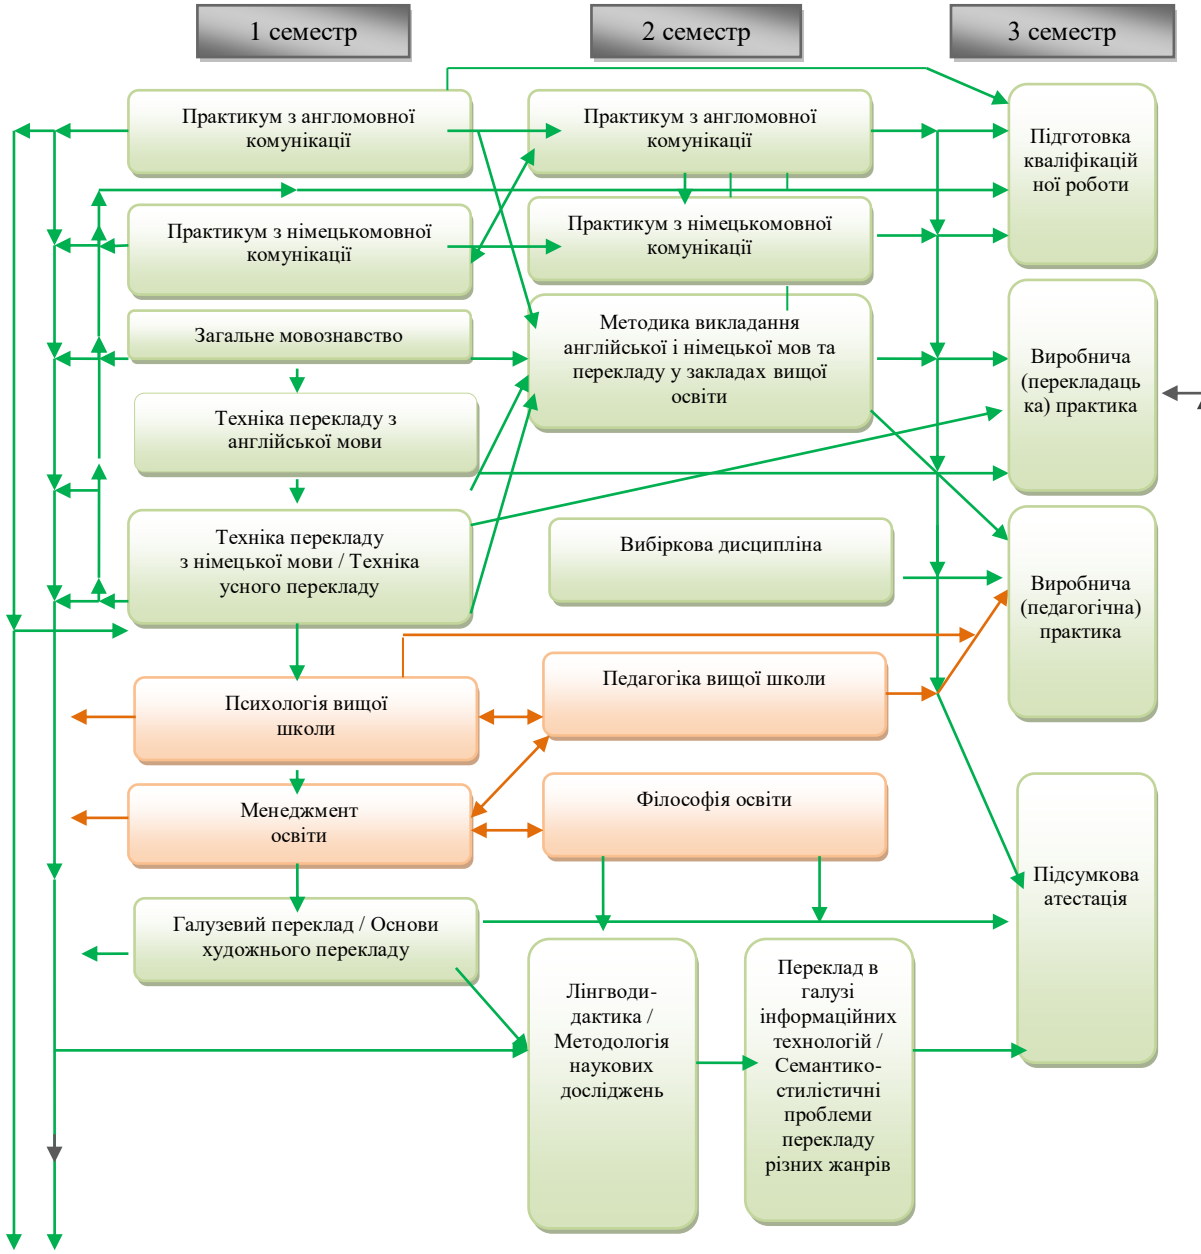 1 семестр
2 семестр
3 семестр
Практикум з англомовної
комунікації
Практикум з німецькомовної
комунікації
Загальне мовознавство
Техніка перекладу з
англійської мови
Техніка перекладу
з німецької мови / Техніка
усного перекладу
Психологія вищої
школи
Менеджмент
освіти
Галузевий переклад / Основи
художнього перекладу
Практикум з англомовної
комунікації
Практикум з німецькомовної
комунікації
Методика викладання
англійської і німецької мов та
перекладу у закладах вищої
освіти
Вибіркова дисципліна
Педагогіка вищої школи
Філософія освіти
Лінгводи-
дактика /
Методологія
наукових
досліджень
Переклад в
галузі
інформаційних
технологій /
Семантико-
стилістичні
проблеми
перекладу
різних жанрів
Підготовка
кваліфікацій
ної роботи
Виробнича
(перекладаць
ка) практика
Виробнича
(педагогічна)
практика
Підсумкова
атестація